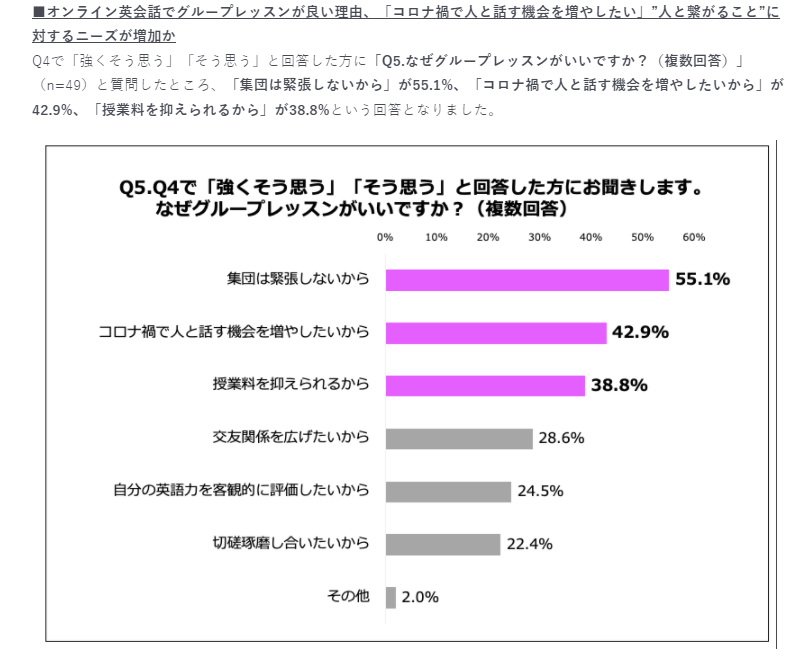 ■オンライン英会話でグループレッスンが良い理由、「コロナ禍で人と話す機会を増やしたい」”人と繋がること”に
対するニーズが増加か
Q4で「強くそう思う」「そう思う」と回答した方に「Q5.なぜグループレッスンがいいですか？（複数回答）」
（n=49）と質問したところ、「集団は緊張しないから」が55.1%、「コロナ禍で人と話す機会を増やしたいから」が
42.9%、「授業料を抑えられるから」が38.8%という回答となりました。
Q5.Q4で「強くそう思う」「そう思う」と回答した方にお聞きします。
なぜグループレッスンがいいですか？（複数回答）
0% 10% 20% 30% 40% 50% 60%
集団は緊張しないから 55.1%
コロナ禍で人と話す機会を増やしたいから 42.9%
授業料を抑えられるから 38.8%
交友関係を広げたいから 28.6%
自分の英語力を客観的に評価したいから 24.5%
切磋琢磨し合いたいから 22.4%
その他 2.0%